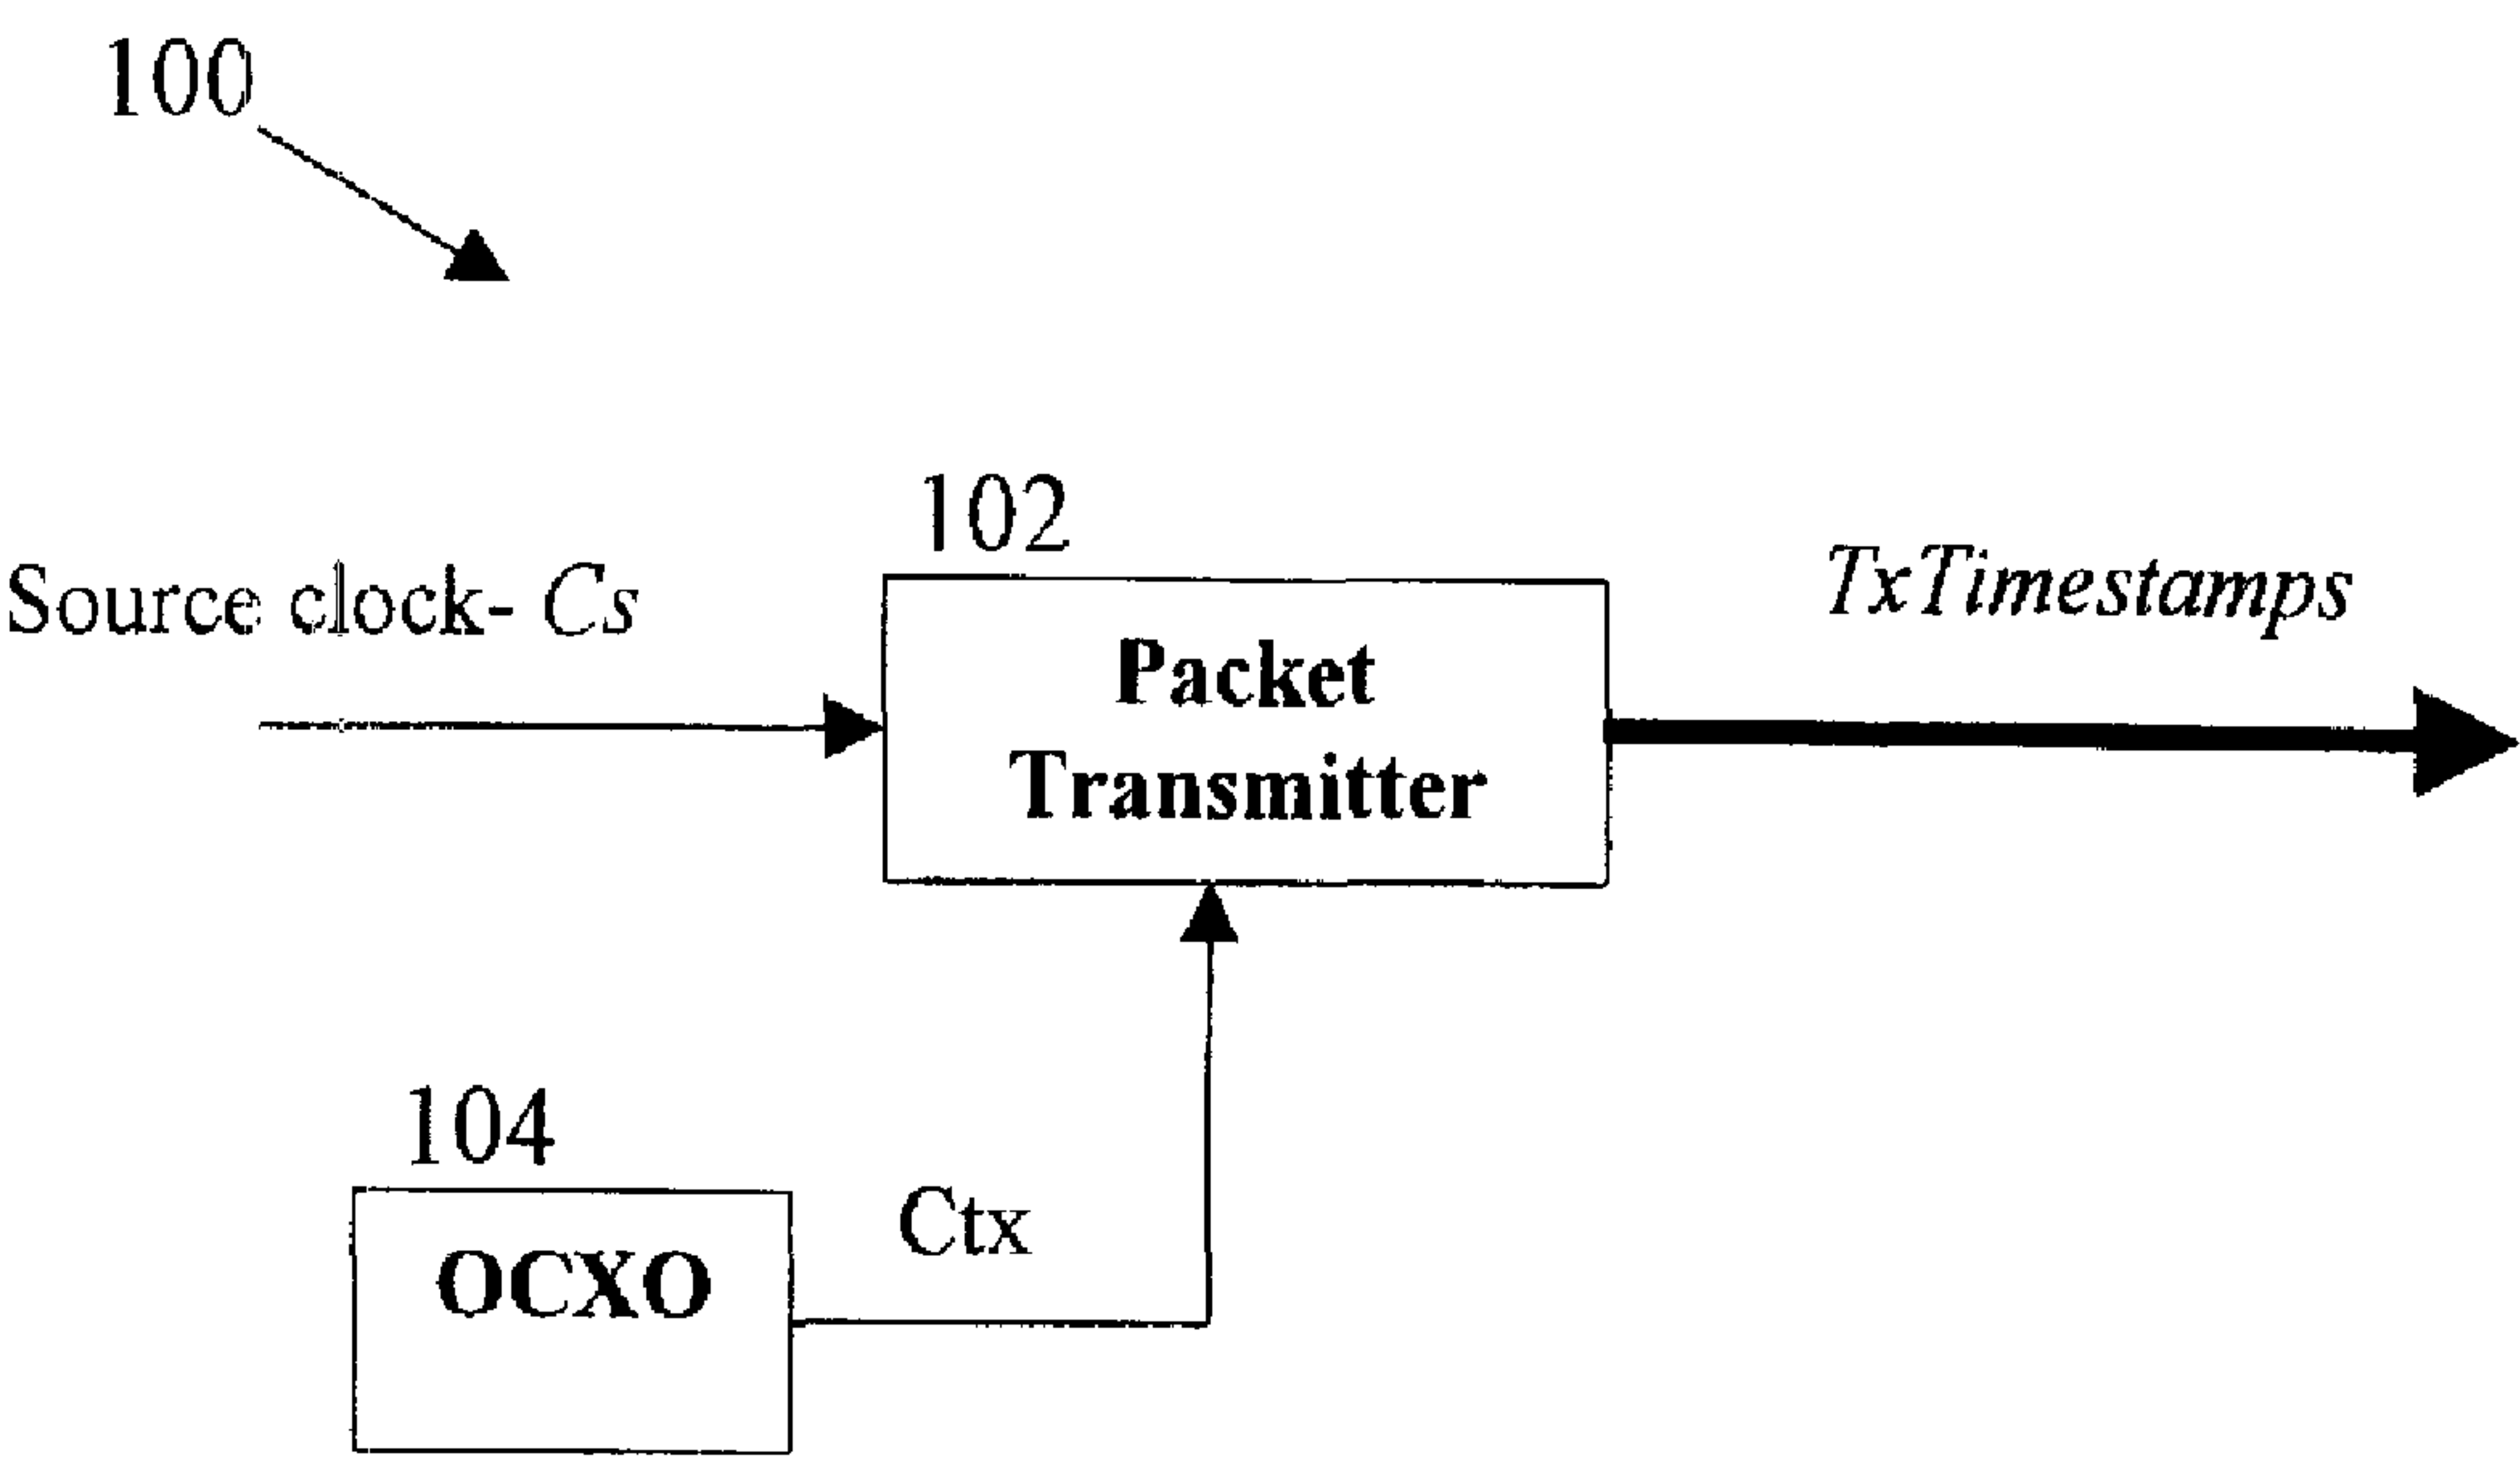 100
102
Source clock- Cs
TxTimestamps
Packet
Transmitter
104
Ctx
OCXO